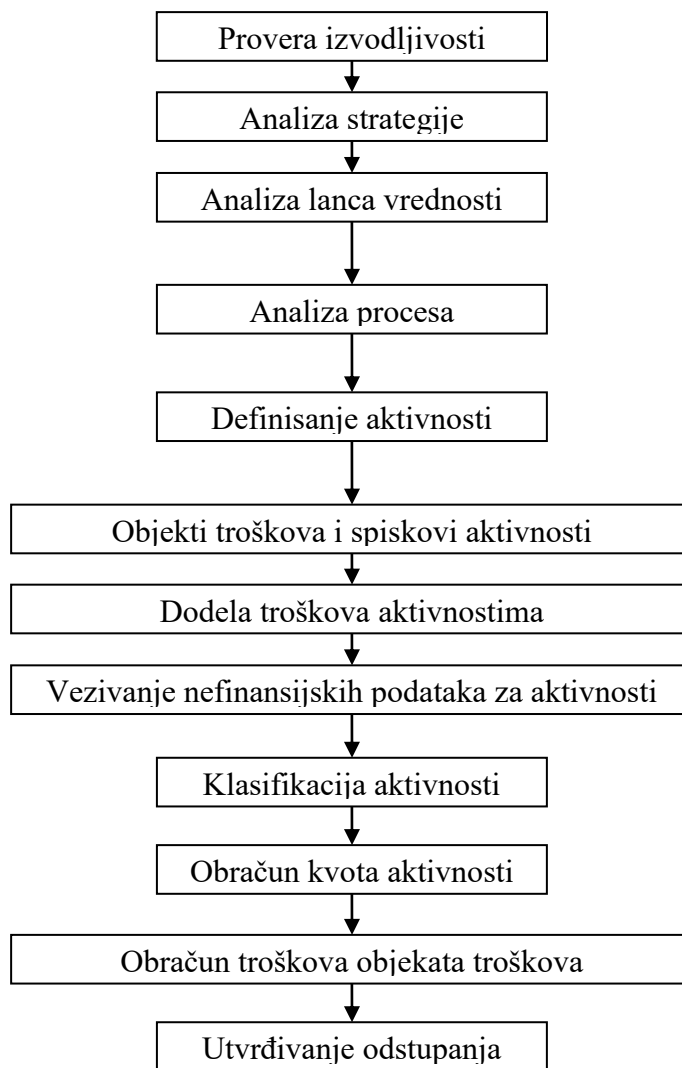 Provera izvodljivosti
Analiza strategije
Analiza lanca vrednosti
Analiza procesa
Definisanje aktivnosti
Objekti troškova i spiskovi aktivnosti
Dodela troškova aktivnostima
Vezivanje nefinansijskih podataka za aktivnosti
Klasifikacija aktivnosti
Obračun kvota aktivnosti
Obračun troškova objekata troškova
Utvrđivanje odstupanja